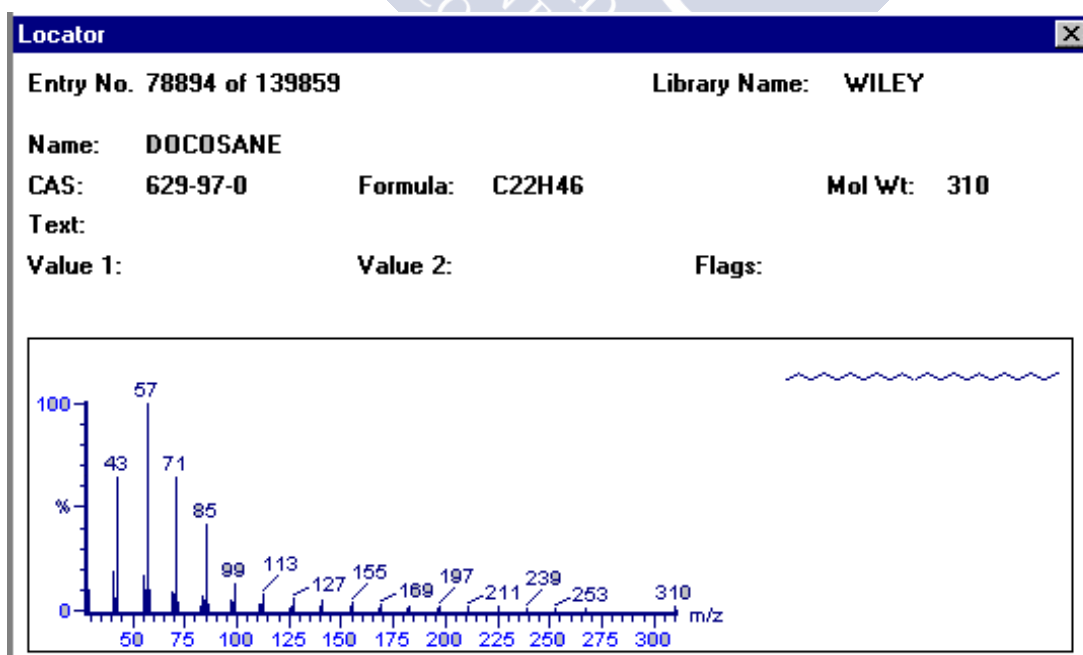 Locator
Entry No. 78894 of 139859 Library Name: WILEY
Name: DOCOSANE
CAS: 629-97-0 Formula: C22H46 Mol Wt: 310
Text:
Value 1: Value 2: Flags:
57
100
43 71
% 85
99 113 127 155 169 197 211 239 253 310
0 m/z
50 75 100 125 150 175 200 225 250 275 300